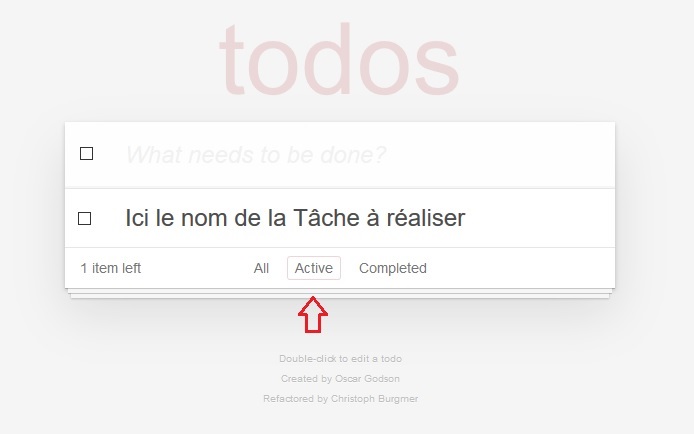 todos
What needs to be done?
Ici le nom de la Tâche à réaliser
1 item left All Active Completed
Double-click to edit a todo
Created by Oscar Godson
Refactored by Christoph Burgmer